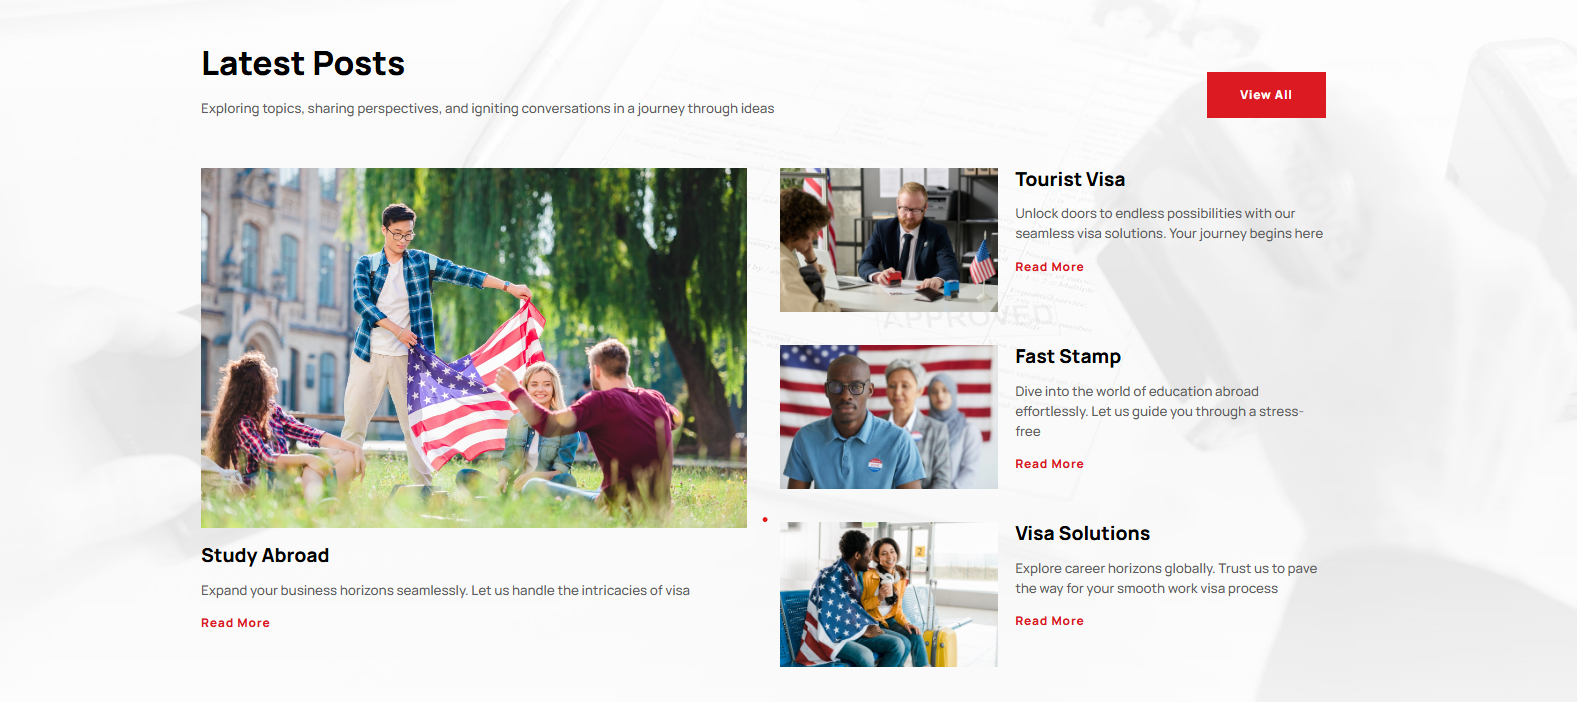 Latest Posts
Exploring topics, sharing perspectives, and igniting conversations in a journey through ideas
View All
Study Abroad
Expand your business horizons seamlessly. Let us handle the intricacies of visa
Read More
Tourist Visa
Unlock doors to endless possibilities with our
seamless visa solutions. Your journey begins here
Read More
APPROVED
Fast Stamp
Dive into the world of education abroad
effortlessly. Let us guide you through a stress-
free
Read More
2
Visa Solutions
Explore career horizons globally. Trust us to pave
the way for your smooth work visa process
Read More